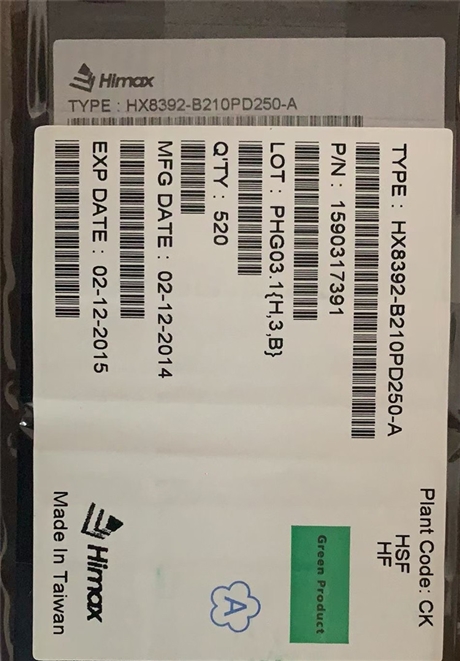 Himax
TYPE : HX8392-B210PD250-A
TYPE : HX8392-B210PD250-A
P/N : 1590317391
LOT : PHG03.1{H,3,B}
Q'TY : 520
MFG DATE : 02-12-2014
EXP DATE : 02-12-2015
Plant Code: CK
HSF
HF
Green Product
A
Himax
Made In Taiwan